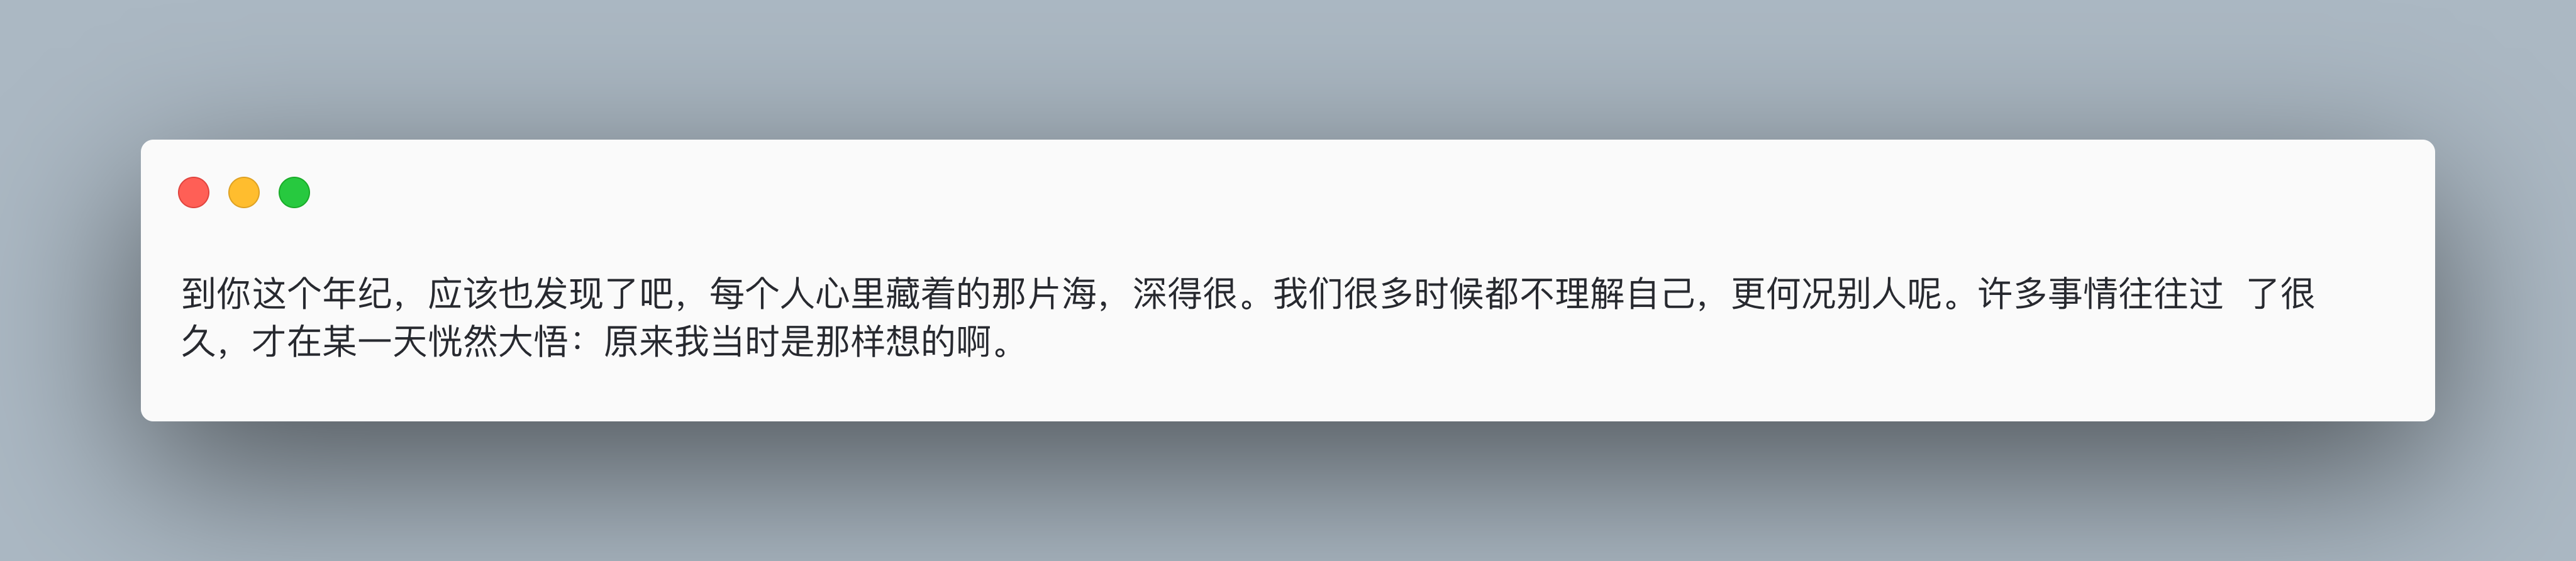 到你这个年纪，应该也发现了吧，每个人心里藏着的那片海，深得很。我们很多时候都不理解自己，更何况别人呢。许多事情往往过 了很
久，才在某一天恍然大悟：原来我当时是那样想的啊。